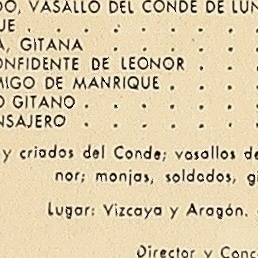 DO, VASALLO DEL CONDE DE LUN
UE . . . . . . . .
A, GITANA . . . . . .
ONFIDENTE DE LEONOR . .
MIGO DE MANRIQUE . . . .
O GITANO . . . . . .
NSAJERO . . . . . .
y criados del Conde; vasallos de
nor; monjas, soldados, gi
Lugar: Vizcaya y Aragón.
Director y Conc